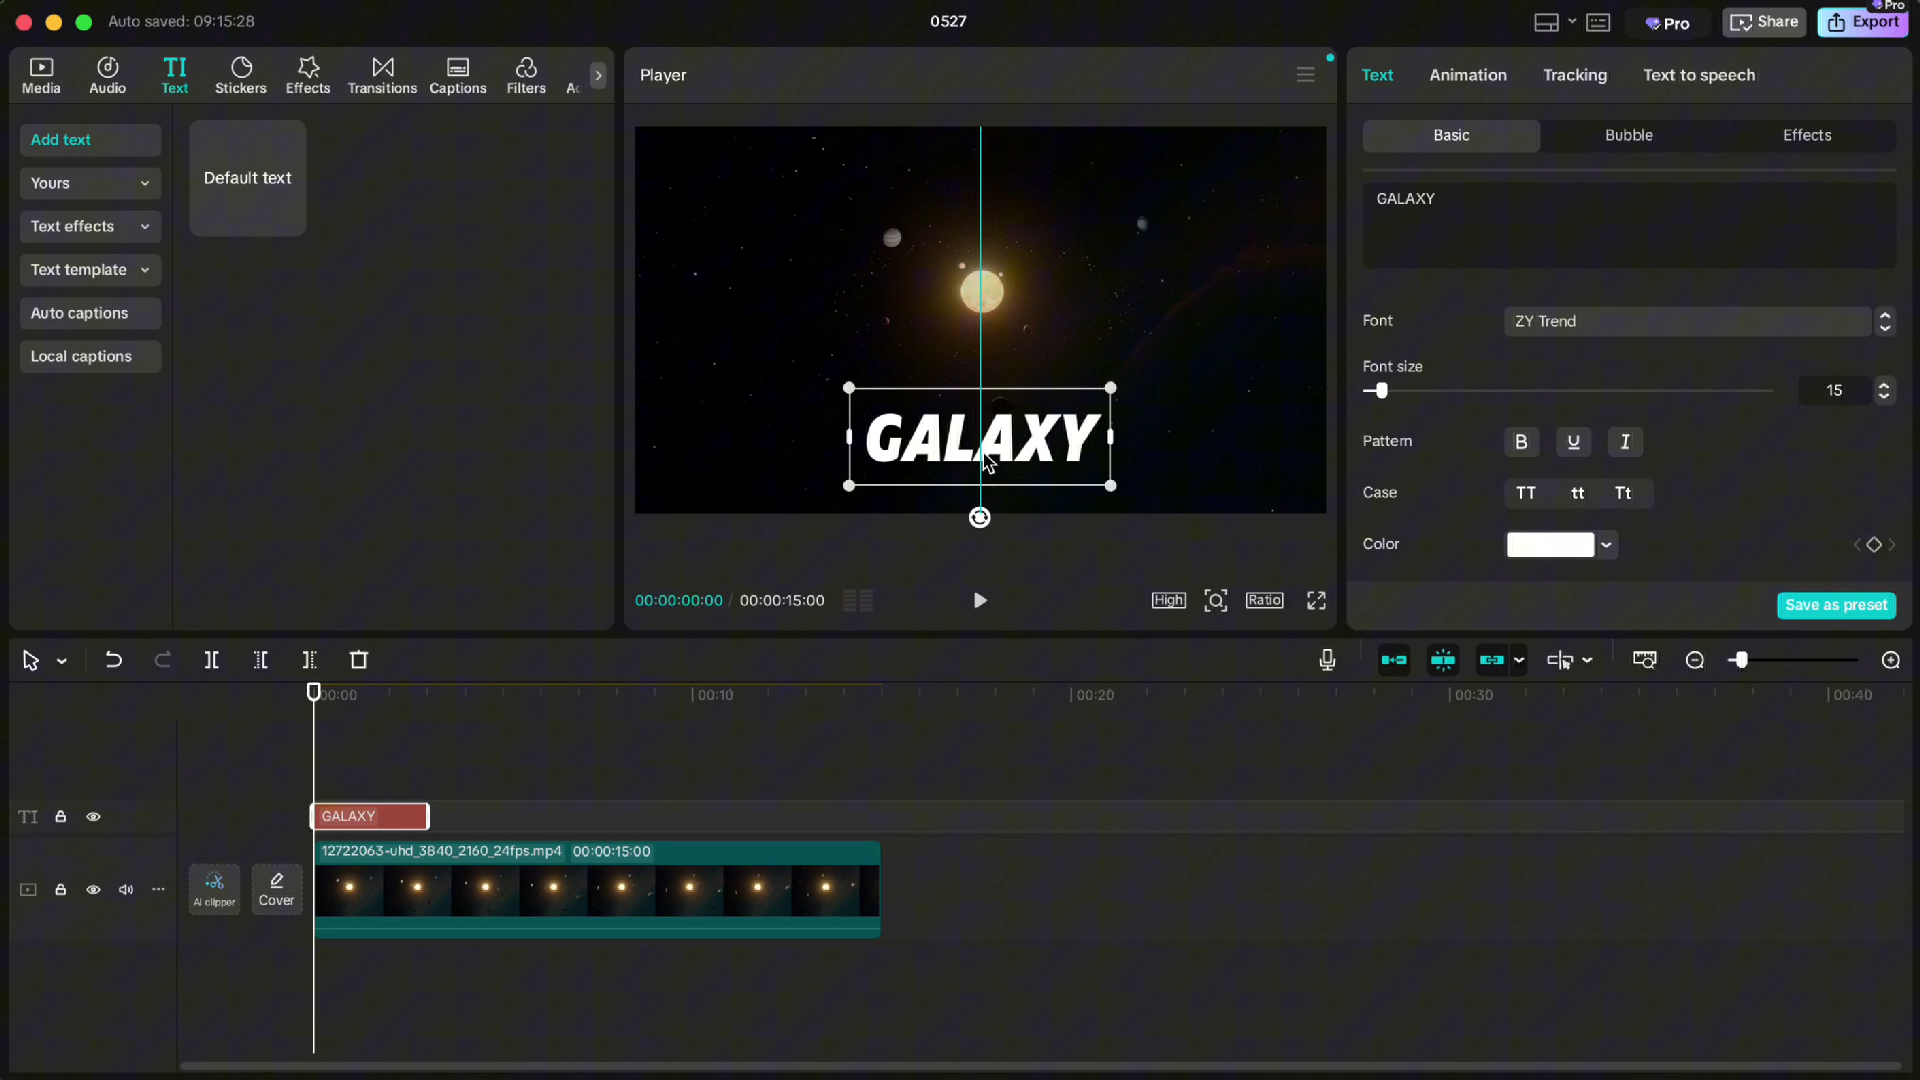 Auto saved: 09:15:28
0527
Pro
Share
Pro
Export
Media
Audio
TI
Text
Stickers
Effects
Transitions
Captions
Filters
Player
Text
Animation
Tracking
Text to speech
Add text
Yours
Text effects
Text template
Auto captions
Local captions
Default text
GALAXY
00:00:00:00 / 00:00:15:00
High
Ratio
Basic
Bubble
Effects
GALAXY
Font
ZY Trend
Font size
15
Pattern
B
U
I
Case
TT
tt
Tt
Color
Save as preset
00:00
00:10
00:20
00:30
00:40
TI
GALAXY
12722063-uhd_3840_2160_24fps.mp4 00:00:15:00
AI clipper
Cover